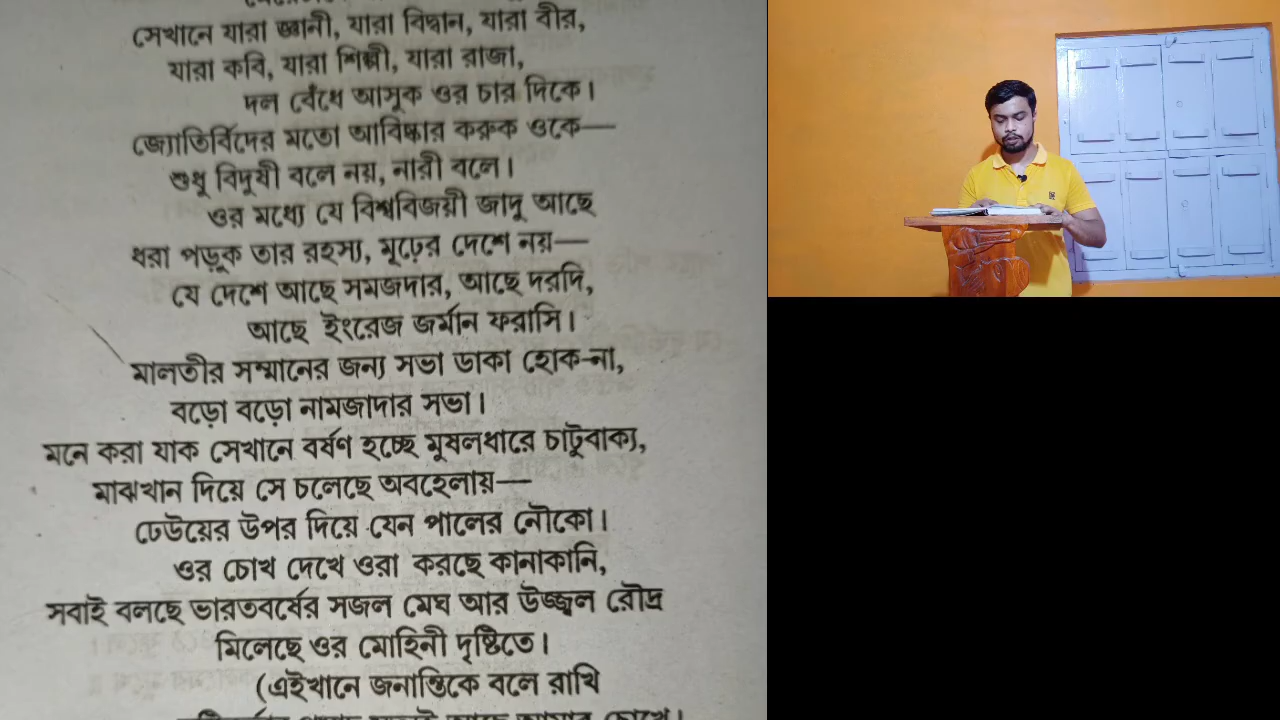 সেখানে যারা জ্ঞানী, যারা বিদ্বান, যারা বীর,
যারা কবি, যারা শিল্পী, যারা রাজা,
দল বেঁধে আসুক ওর চার দিকে।
জ্যোতির্বিদের মতো আবিষ্কার করুক ওকে—
শুধু বিদুষী বলে নয়, নারী বলে।
ওর মধ্যে যে বিশ্ববিজয়ী জাদু আছে
ধরা পড়ুক তার রহস্য, মূঢ়ের দেশে নয়—
যে দেশে আছে সমজদার, আছে দরদি,
আছে ইংরেজ জর্মান ফরাসি।
মালতীর সম্মানের জন্য সভা ডাকা হোক-না,
বড়ো বড়ো নামজাদার সভা।
মনে করা যাক সেখানে বর্ষণ হচ্ছে মুষলধারে চাটুবাক্য,
মাঝখান দিয়ে সে চলেছে অবহেলায়—
ঢেউয়ের উপর দিয়ে যেন পালের নৌকো।
ওর চোখ দেখে ওরা করছে কানাকানি,
সবাই বলছে ভারতবর্ষের সজল মেঘ আর উজ্জ্বল রৌদ্র
মিলেছে ওর মোহিনী দৃষ্টিতে।
(এইখানে জনান্তিকে বলে রাখি